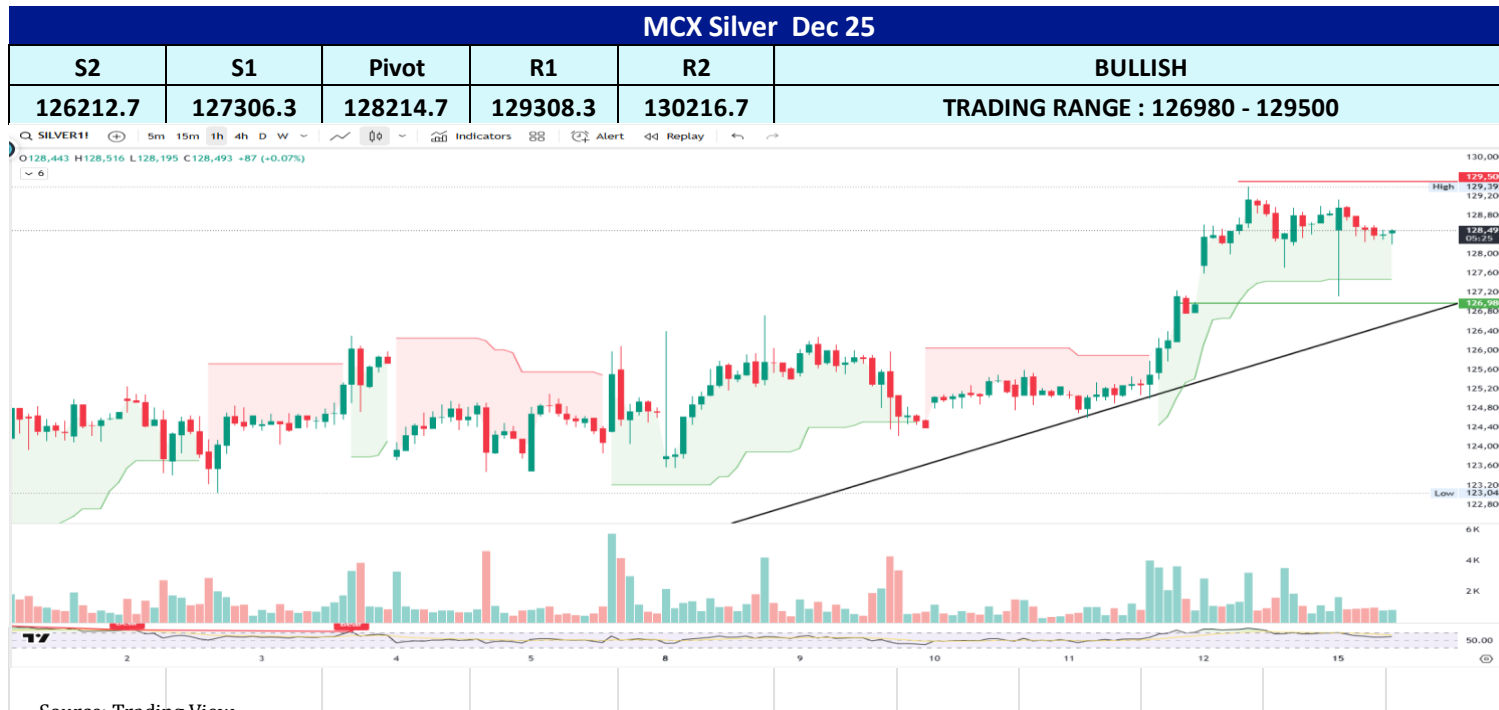 MCX Silver Dec 25
S2 S1 Pivot R1 R2 BULLISH
126212.7 127306.3 128214.7 129308.3 130216.7 TRADING RANGE : 126980 - 129500
SILVER1! 5m 15m 1h 4h D W Indicators Alert Replay
O128,443 H128,516 L128,195 C128,493 +87 (+0.07%)
6
130,00
129,50
High 129,39
129,20
128,80
128,49
05:25
128,00
127,60
127,20
126,98
126,80
126,40
126,00
125,60
125,20
124,80
124,40
124,00
123,60
123,20
Low 123,04
122,80
6K
4K
2K
50.00
2 3 4 5 8 9 10 11 12 15